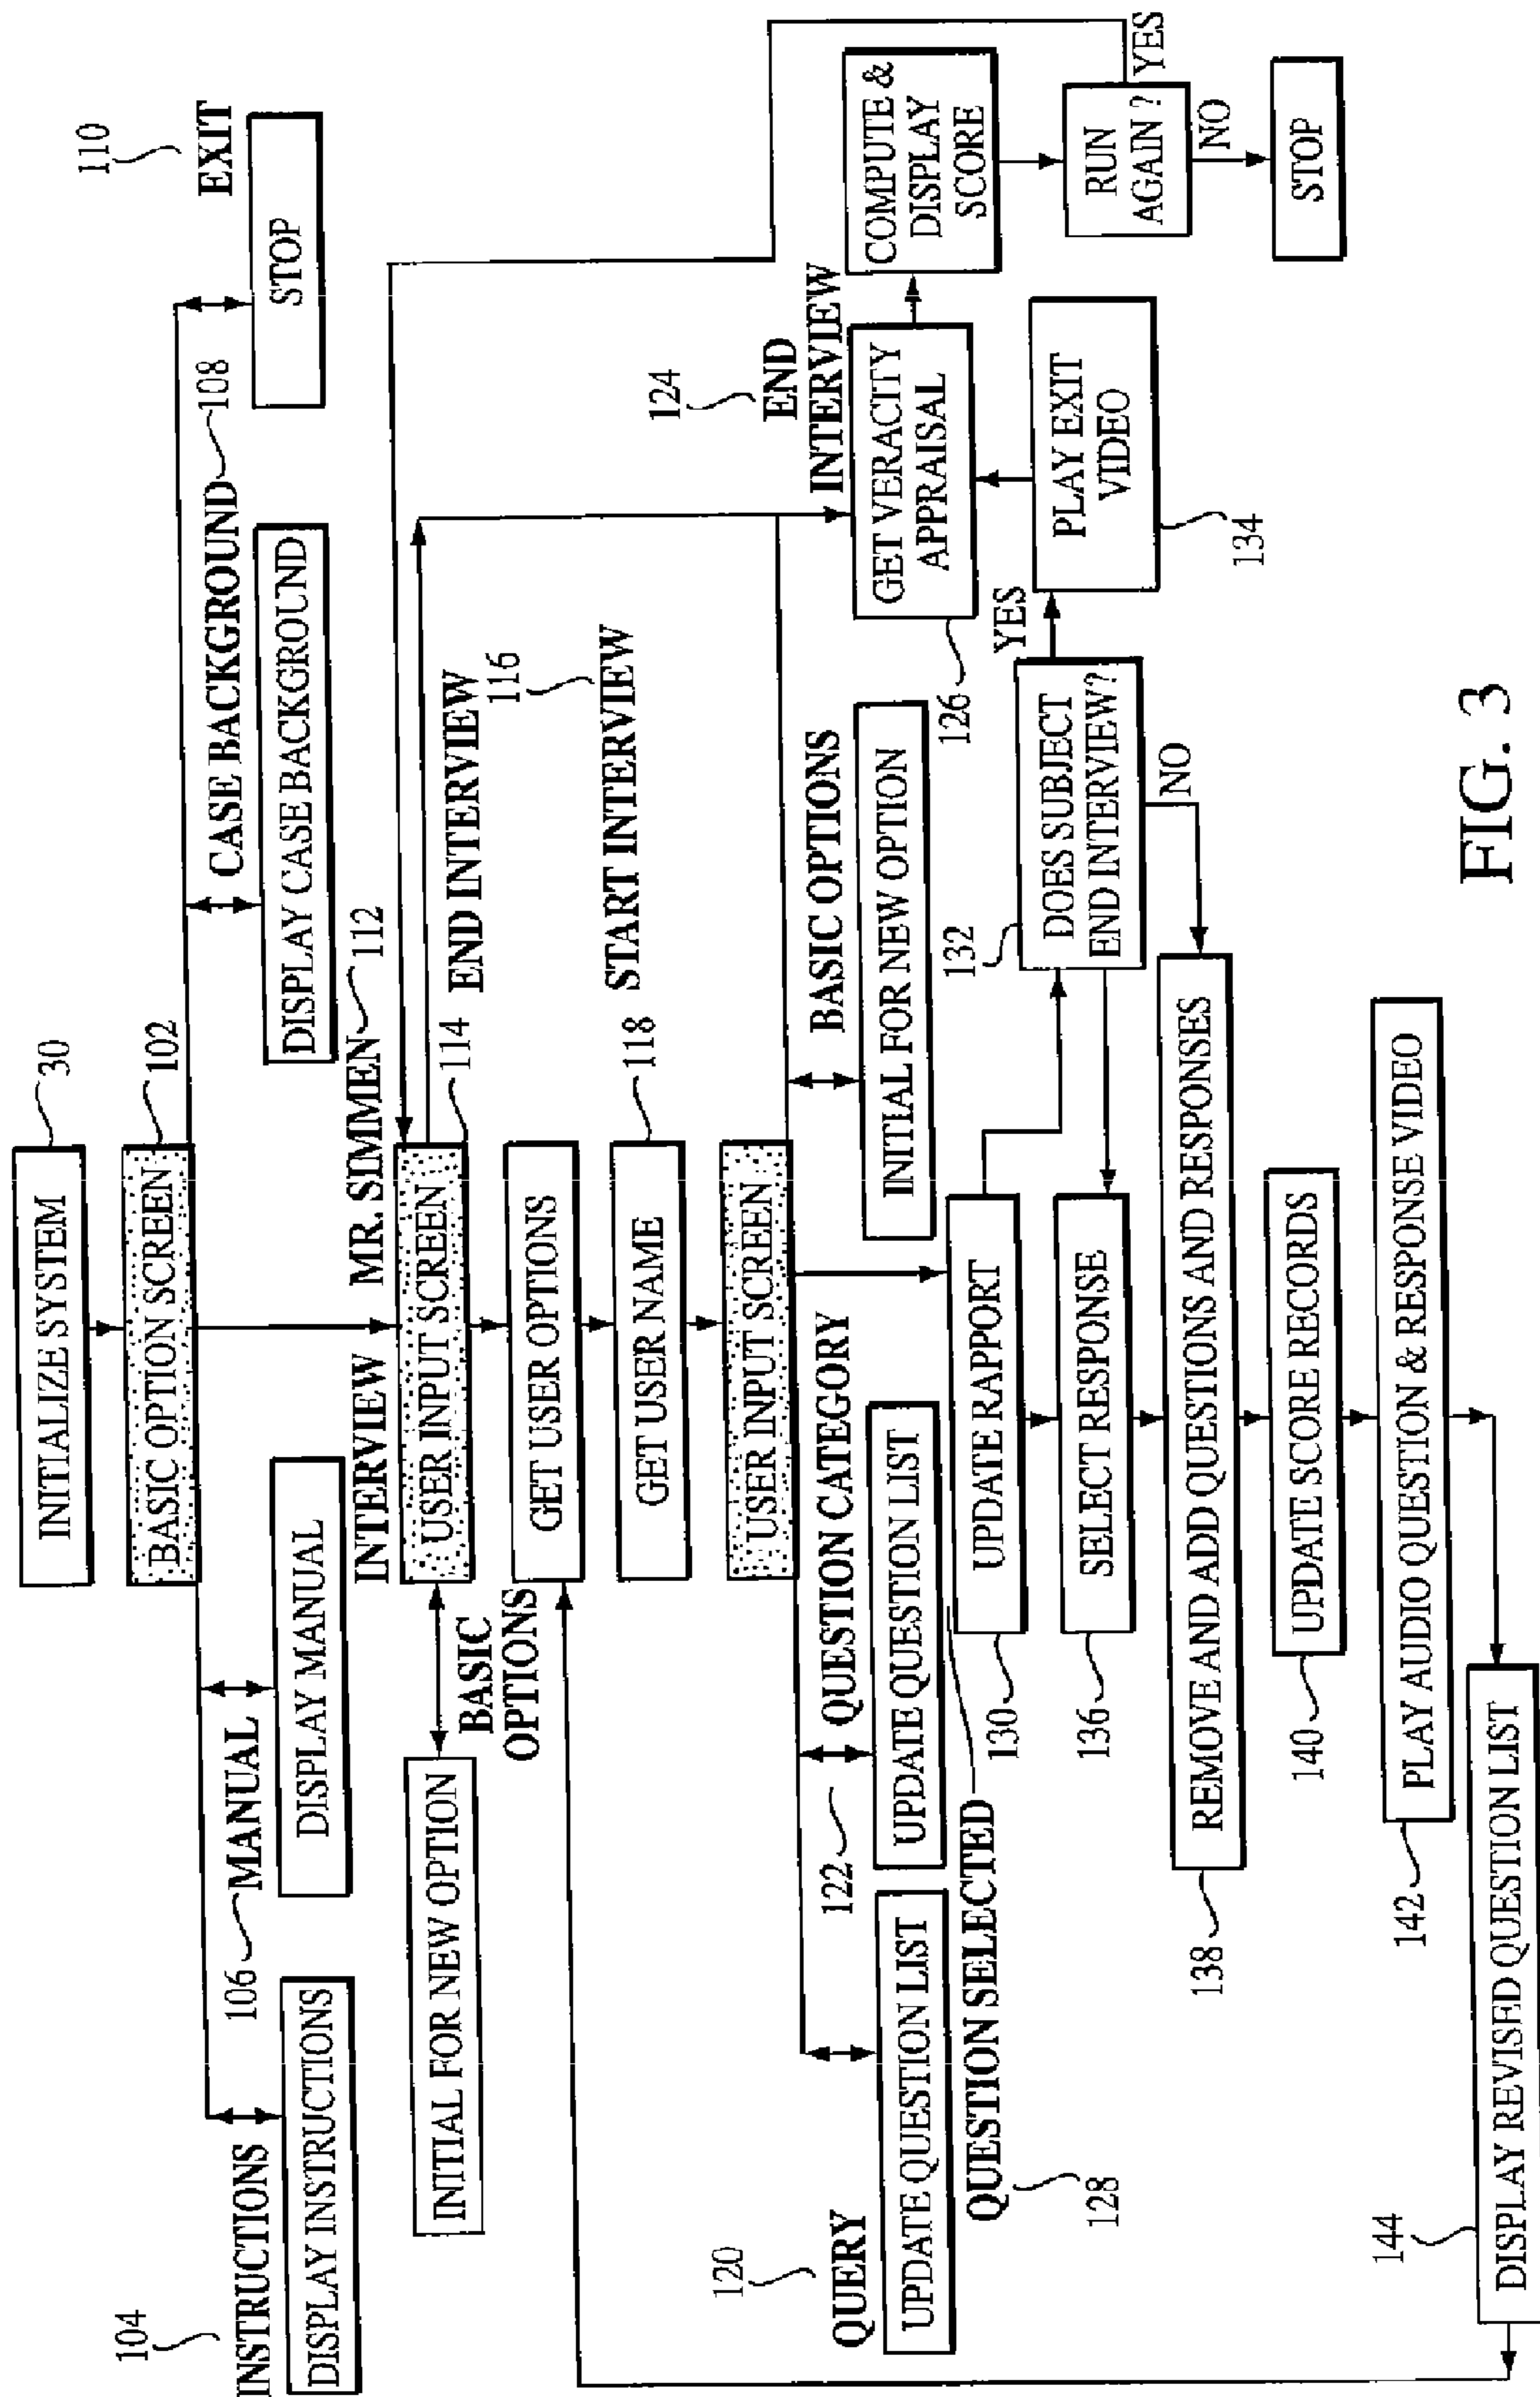 INITIALIZE SYSTEM
30
BASIC OPTION SCREEN
102
104
INSTRUCTIONS
DISPLAY INSTRUCTIONS
106
MANUAL
DISPLAY MANUAL
CASE BACKGROUND
108
DISPLAY CASE BACKGROUND
110
EXIT
STOP
INTERVIEW
MR. SIMMEN
112
USER INPUT SCREEN
114
INITIAL FOR NEW OPTION
BASIC
OPTIONS
END INTERVIEW
116
START INTERVIEW
GET USER OPTIONS
GET USER NAME
118
USER INPUT SCREEN
120
QUERY
UPDATE QUESTION LIST
122
QUESTION CATEGORY
UPDATE QUESTION LIST
BASIC OPTIONS
INITIAL FOR NEW OPTION
124
END
INTERVIEW
GET VERACITY
APPRAISAL
126
COMPUTE &
DISPLAY
SCORE
RUN
AGAIN ?
YES
NO
STOP
QUESTION SELECTED
128
UPDATE RAPPORT
130
132
DOES SUBJECT
END INTERVIEW?
YES
NO
PLAY EXIT
VIDEO
134
SELECT RESPONSE
136
REMOVE AND ADD QUESTIONS AND RESPONSES
138
UPDATE SCORE RECORDS
140
PLAY AUDIO QUESTION & RESPONSE VIDEO
142
144
DISPLAY REVISED QUESTION LIST
FIG. 3